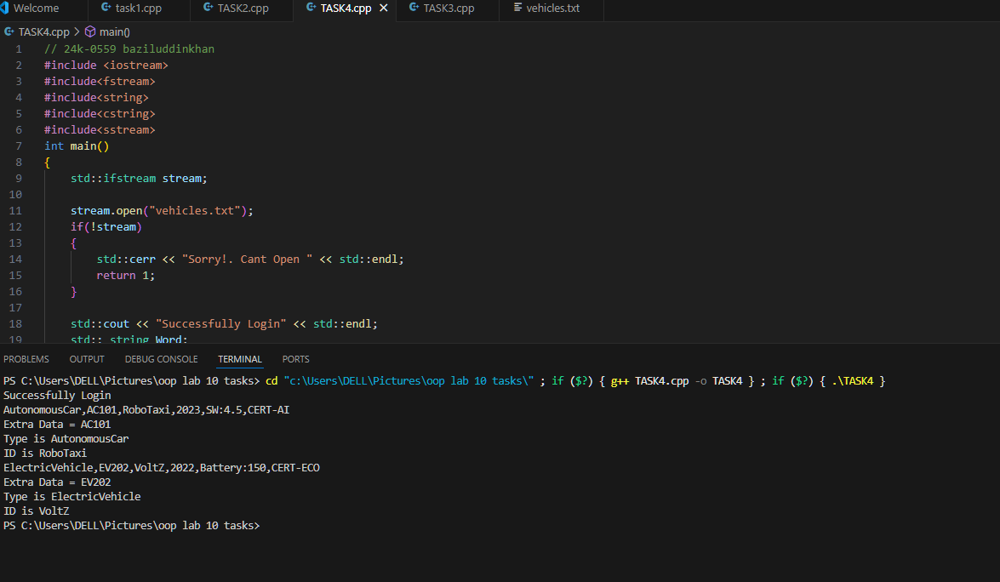 Welcome task1.cpp TASK2.cpp TASK4.cpp TASK3.cpp vehicles.txt
TASK4.cpp > main()
1 // 24k-0559 baziluddinkhan
2 #include <iostream>
3 #include<fstream>
4 #include<string>
5 #include<cstring>
6 #include<sstream>
7 int main()
8 {
9 std::ifstream stream;
10
11 stream.open("vehicles.txt");
12 if(!stream)
13 {
14 std::cerr << "Sorry!. Cant Open " << std::endl;
15 return 1;
16 }
17
18 std::cout << "Successfully Login" << std::endl;
19 std:: string Word;
PROBLEMS OUTPUT DEBUG CONSOLE TERMINAL PORTS
PS C:\Users\DELL\Pictures\oop lab 10 tasks> cd "c:\Users\DELL\Pictures\oop lab 10 tasks\" ; if ($?) { g++ TASK4.cpp -o TASK4 } ; if ($?) { .\TASK4 }
Successfully Login
AutonomousCar,AC101,RoboTaxi,2023,SW:4.5,CERT-AI
Extra Data = AC101
Type is AutonomousCar
ID is RoboTaxi
ElectricVehicle,EV202,VoltZ,2022,Battery:150,CERT-ECO
Extra Data = EV202
Type is ElectricVehicle
ID is VoltZ
PS C:\Users\DELL\Pictures\oop lab 10 tasks>